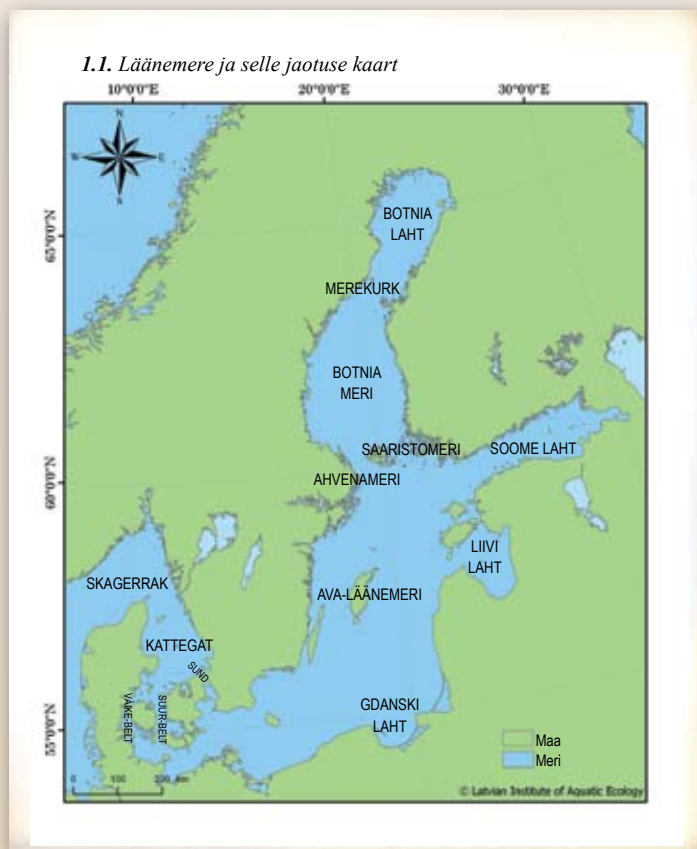 1.1. Läänemere ja selle jaotuse kaart
10°0'0"E
20°0'0"E
30°0'0"E
N
W
E
N
65°0'0"N
BOTNIA
LAHT
MEREKURK
BOTNIA
MERI
SAARISTOMERI
SOOME LAHT
AHVENAMERI
60°0'0"N
LIIVI
LAHT
SKAGERRAK
AVA-LÄÄNEMERI
KATTEGAT
SUND
VÄIKE-BELT
SUUR-BELT
GDANSKI
LAHT
55°0'0"N
Maa
Meri
0 100 200 km
© Latvian Institute of Aquatic Ecology